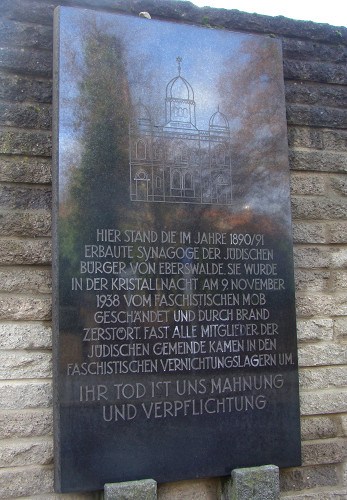 HIER STAND DIE IM JAHRE 1890/91
ERBAUTE SYNAGOGE DER JÜDISCHEN
BÜRGER VON EBERSWALDE. SIE WURDE
IN DER KRISTALLNACHT AM 9. NOVEMBER
1938 VOM FASCHISTISCHEN MOB
GESCHÄNDET UND DURCH BRAND
ZERSTÖRT. FAST ALLE MITGLIEDER DER
JÜDISCHEN GEMEINDE KAMEN IN DEN
FASCHISTISCHEN VERNICHTUNGSLAGERN UM.
IHR TOD IST UNS MAHNUNG
UND VERPFLICHTUNG